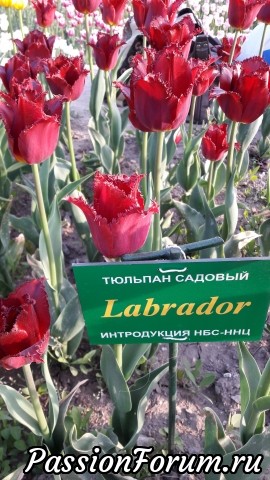 ТЮЛЬПАН САДОВЫЙ
Labrador
ИНТРОДУКЦИЯ НБС-ННЦ
PassionForum.ru